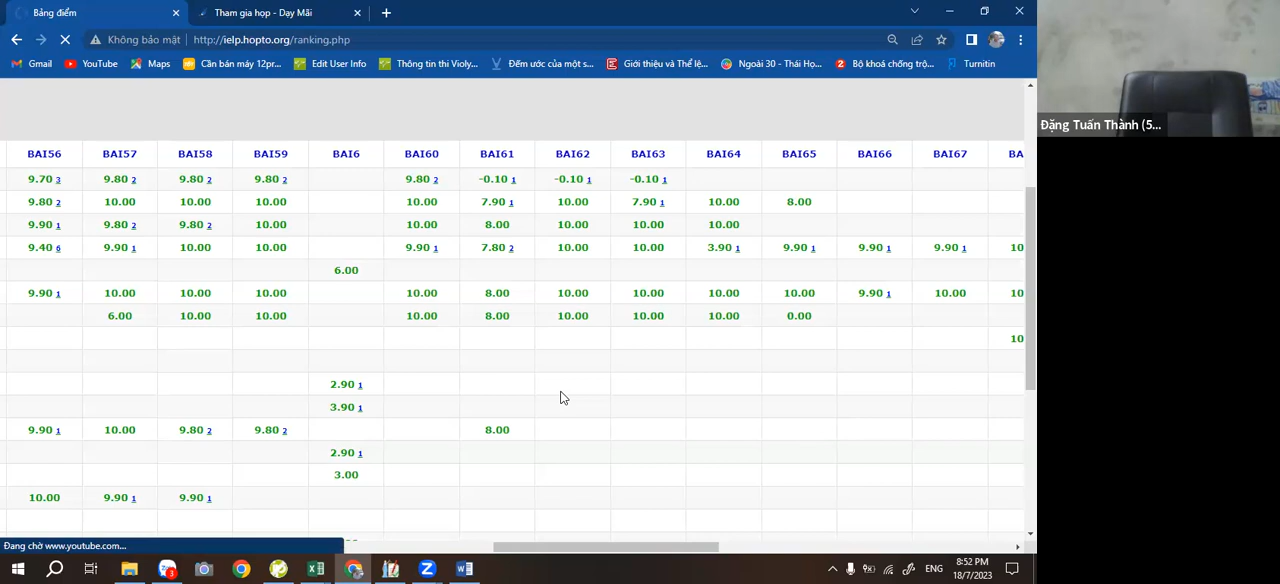 Bảng điểm
Tham gia họp - Dạy Mãi
Không bảo mật
http://ielp.hopto.org/ranking.php
Gmail YouTube Maps Cần bán máy 12pr... Edit User Info Thông tin thi Violy... Đếm ước của một s... Giới thiệu và Thể lệ... Ngoài 30 - Thái Họ... Bộ khoá chống trộ... Turnitin
Đặng Tuấn Thành (5...
BAI56 BAI57 BAI58 BAI59 BAI6 BAI60 BAI61 BAI62 BAI63 BAI64 BAI65 BAI66 BAI67 BA
9.70 3 9.80 2 9.80 2 9.80 2 9.80 2 -0.10 1 -0.10 1 -0.10 1
9.80 2 10.00 10.00 10.00 10.00 7.90 1 10.00 7.90 1 10.00 8.00
9.90 1 9.80 2 9.80 2 10.00 10.00 8.00 10.00 10.00 10.00
9.40 6 9.90 1 10.00 10.00 9.90 1 7.80 2 10.00 10.00 3.90 1 9.90 1 9.90 1 9.90 1 10
6.00
9.90 1 10.00 10.00 10.00 10.00 8.00 10.00 10.00 10.00 10.00 9.90 1 10.00 10
6.00 10.00 10.00 10.00 8.00 10.00 10.00 10.00 0.00
10
2.90 1
3.90 1
9.90 1 10.00 9.80 2 9.80 2 8.00
2.90 1
3.00
10.00 9.90 1 9.90 1
Đang chờ www.youtube.com...
3
ENG
8:52 PM
18/7/2023